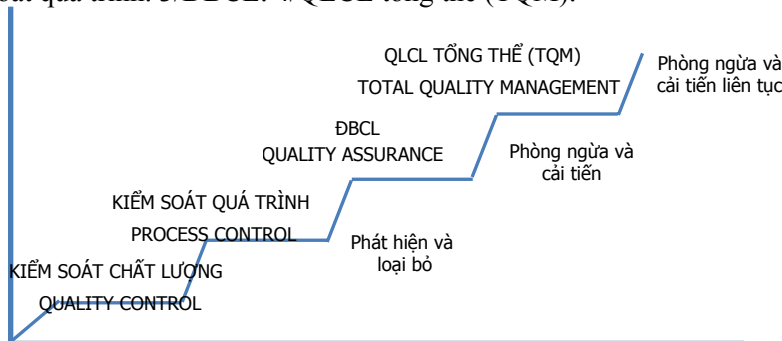 QLCL TỔNG THỂ (TQM)
TOTAL QUALITY MANAGEMENT
Phòng ngừa và
cải tiến liên tục
ĐBCL
QUALITY ASSURANCE
Phòng ngừa và
cải tiến
KIỂM SOÁT QUÁ TRÌNH
PROCESS CONTROL
Phát hiện và
loại bỏ
KIỂM SOÁT CHẤT LƯỢNG
QUALITY CONTROL